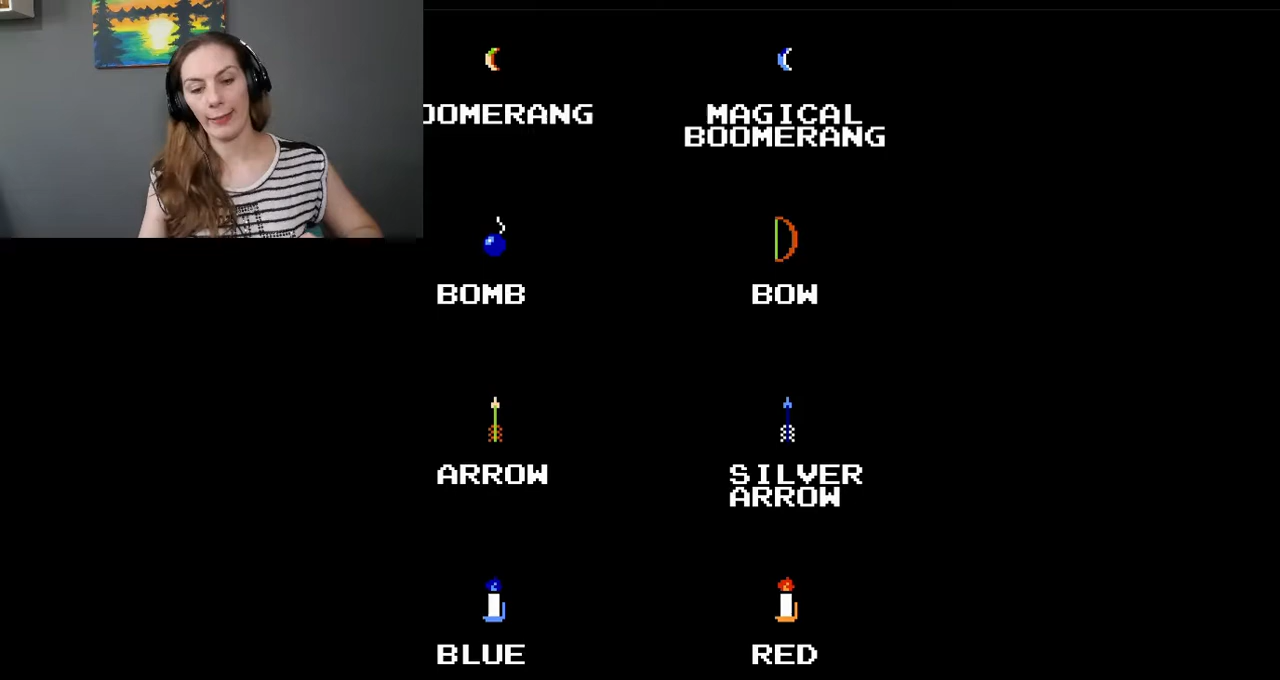 OOMERANG
MAGICAL
BOOMERANG
BOMB
BOW
ARROW
SILVER
ARROW
BLUE
RED